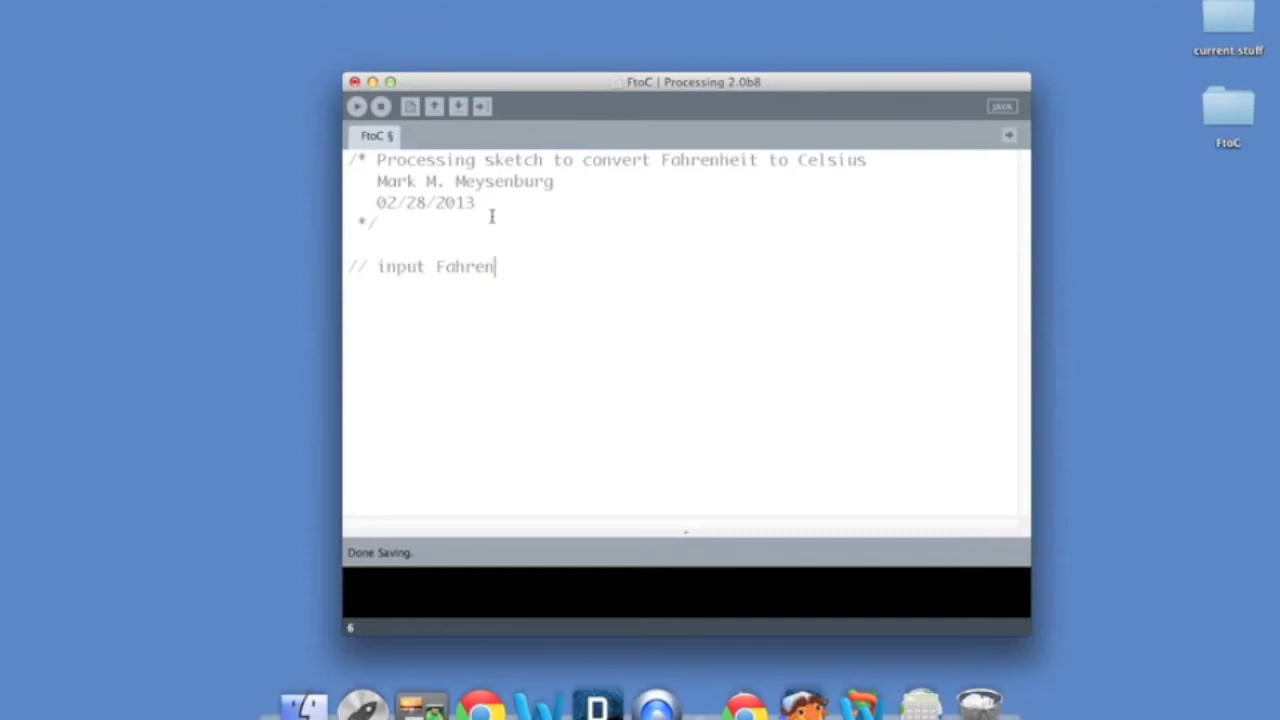 current stuff
FtoC | Processing 2.0b8
JAVA
FtoC §
FtoC
/* Processing sketch to convert Fahrenheit to Celsius
Mark M. Meysenburg
02/28/2013
*/
// input Fahren
Done Saving.
6